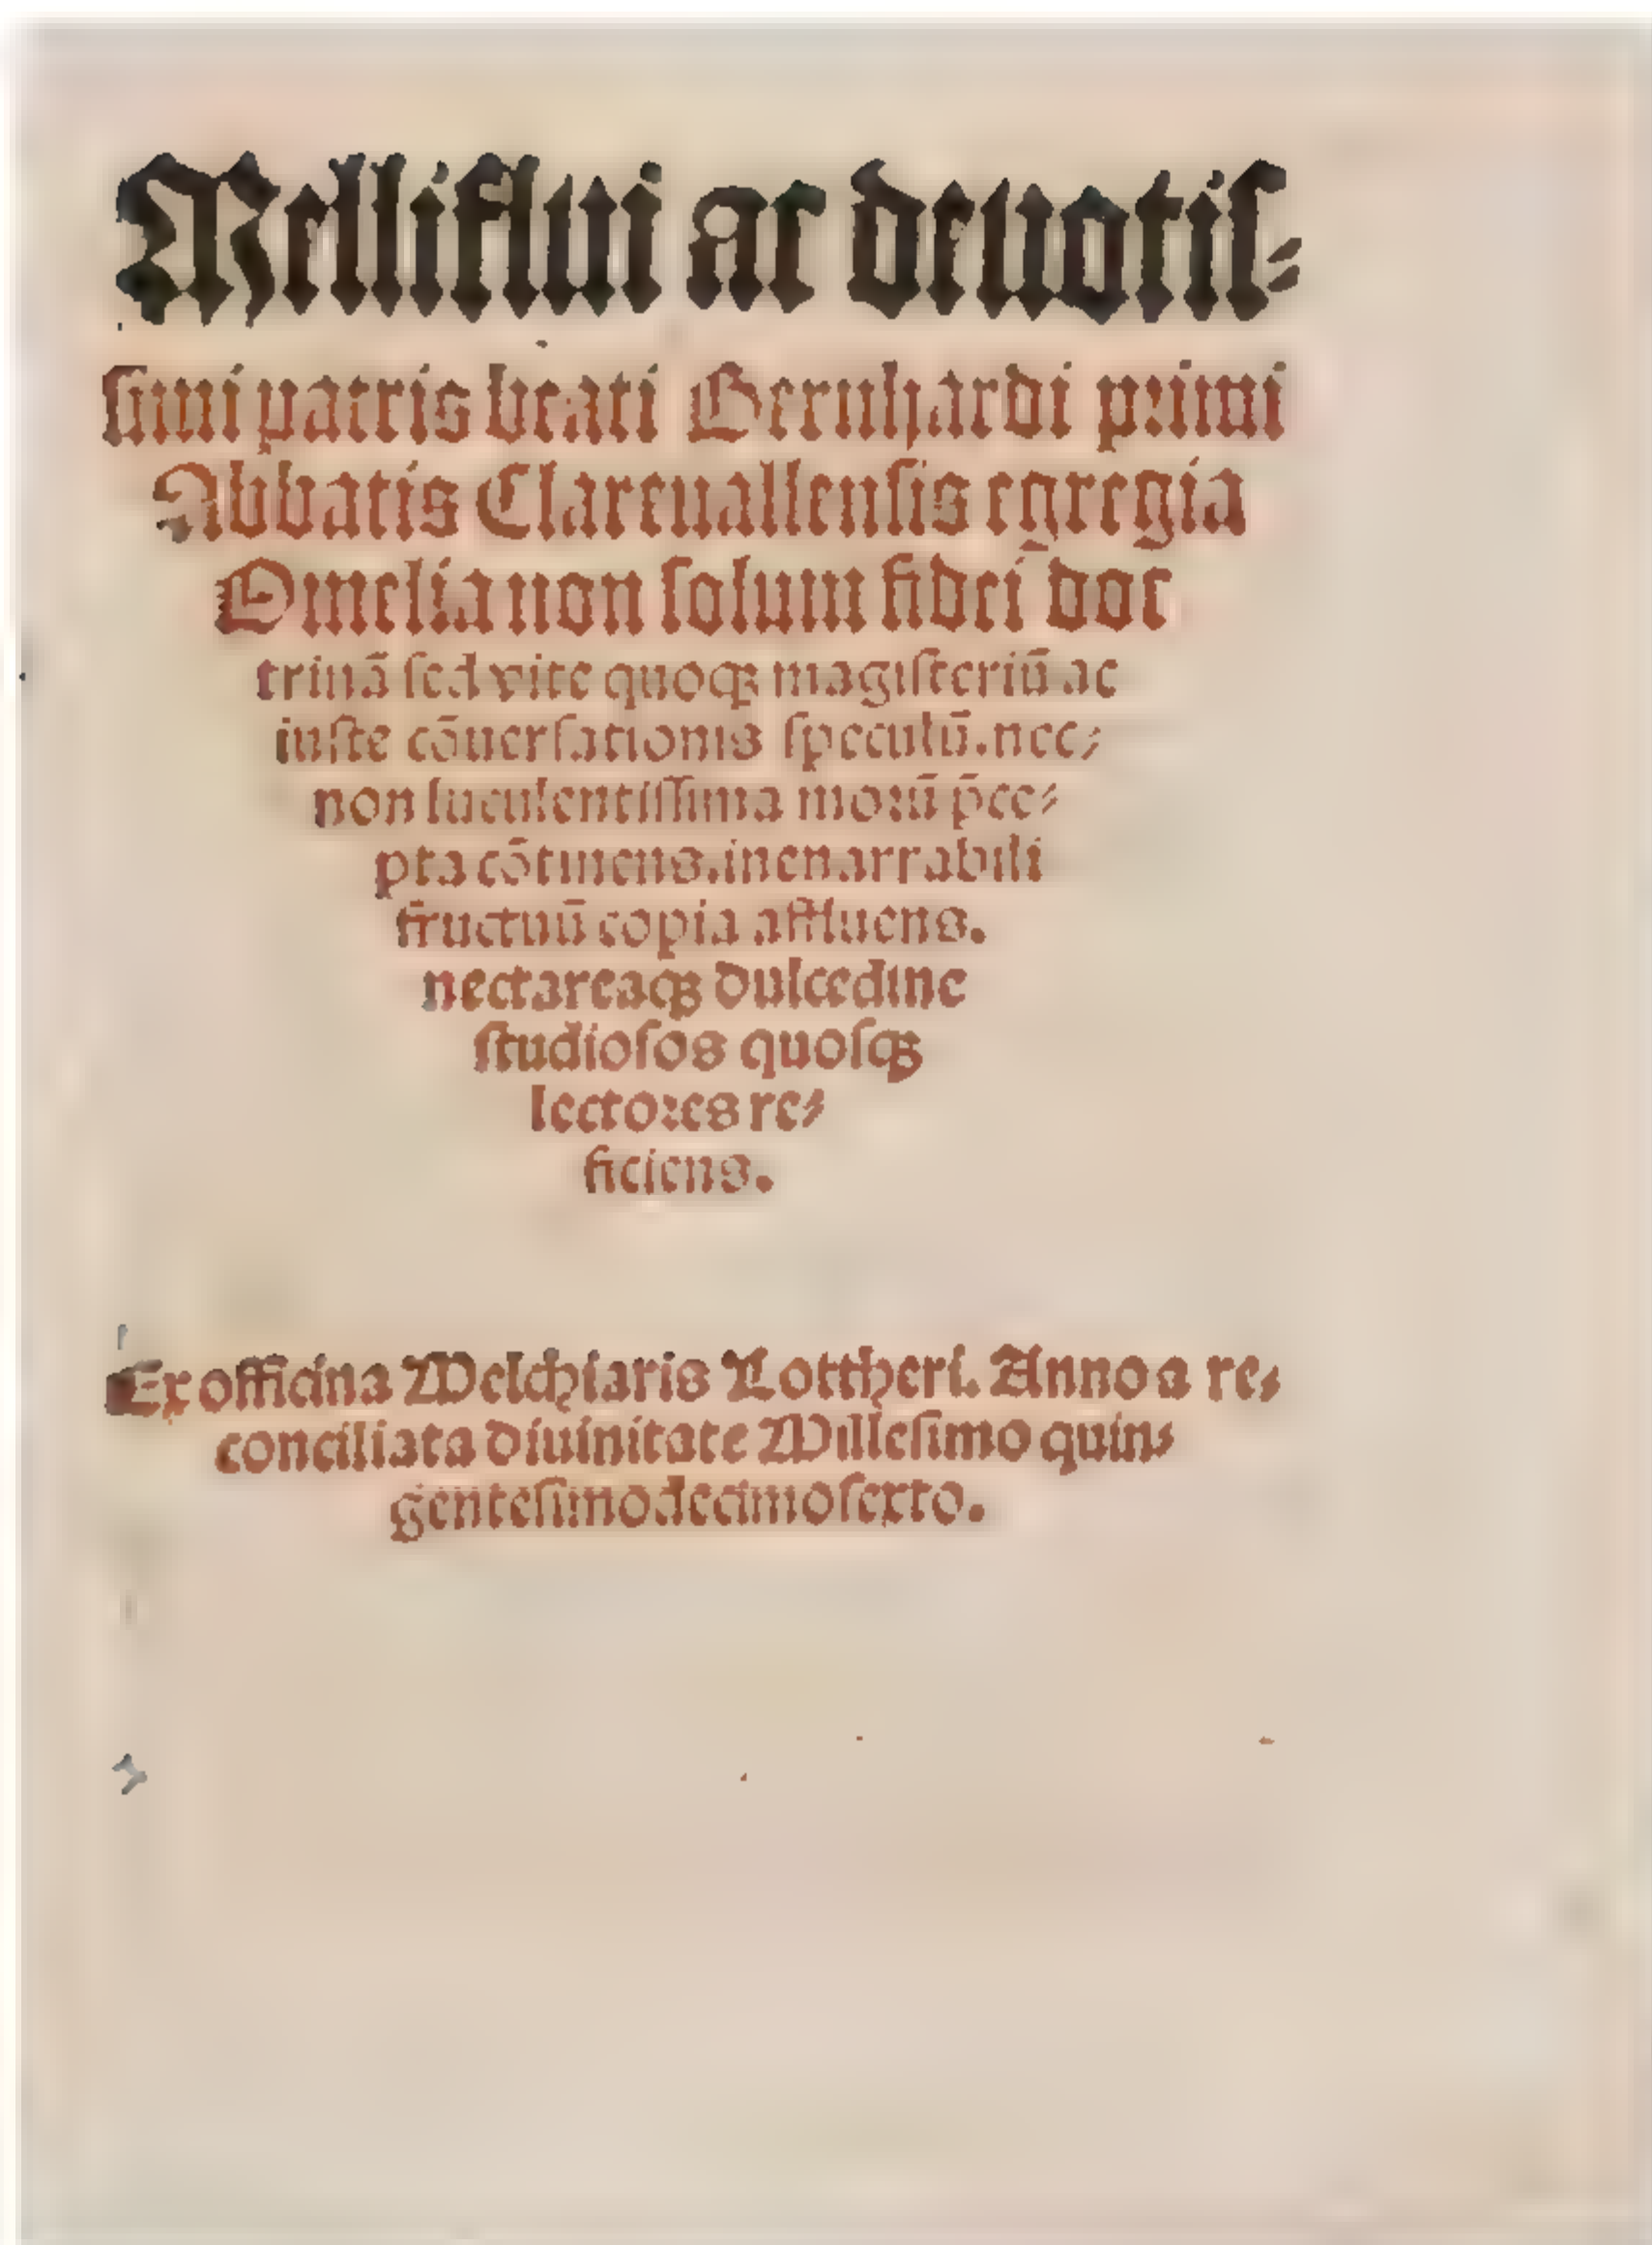 Melliflui ac deuotiſ⸗
ſimi patris beati Bernhardi primi
Abbatis Clareuallenſis egregia
Omelia non ſolum fidei doc
trinā ſed vite quoqꝫ magiſteriū ac
iuſte cōuerſationis ſpeculū. nec⸗
non luculentiſſima morū p̄ce⸗
pta cōtinens. inenarrabili
fructuū copia affluens.
nectareaqꝫ dulcedine
ſtudioſos quoſqꝫ
lectores re⸗
ficiens.
Ex officina Melchiaris Lottheri. Anno a re⸗
conciliata diuinitate Milleſimo quin⸗
genteſimodecimoſexto.